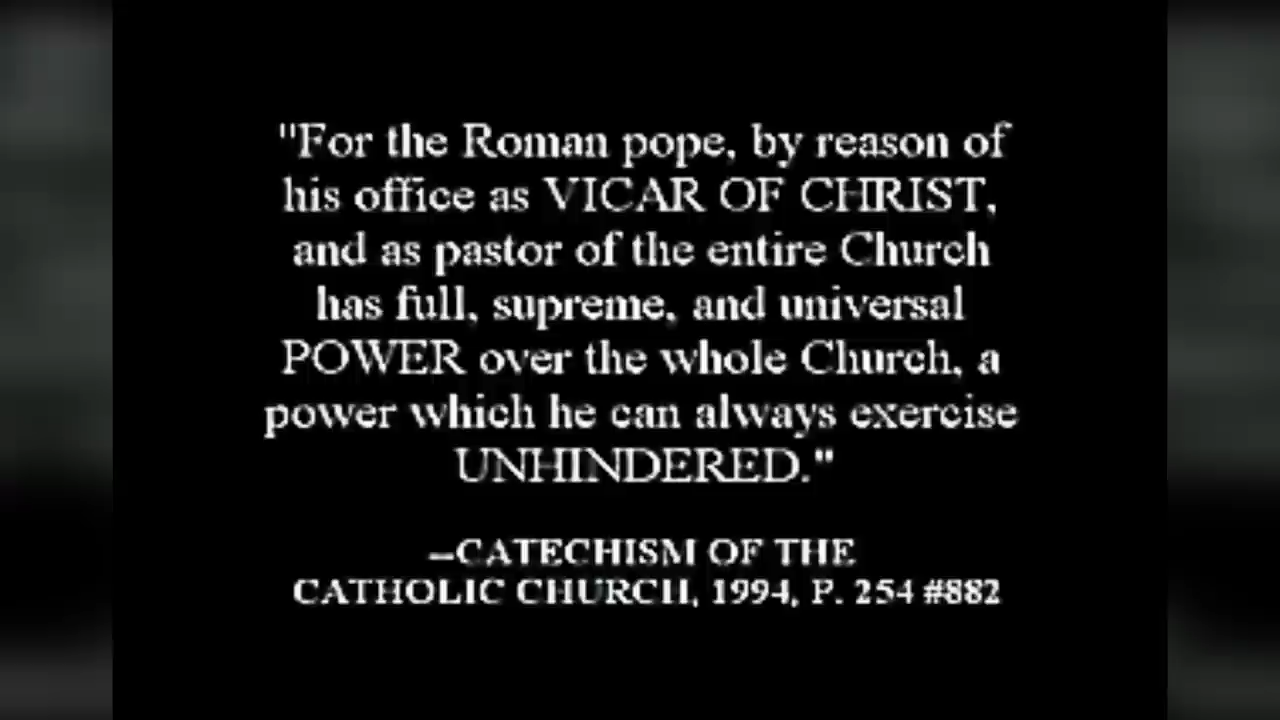 "For the Roman pope, by reason of
his office as VICAR OF CHRIST,
and as pastor of the entire Church
has full, supreme, and universal
POWER over the whole Church, a
power which he can always exercise
UNHINDERED."
--CATECHISM OF THE
CATHOLIC CHURCH, 1994, P. 254 #882